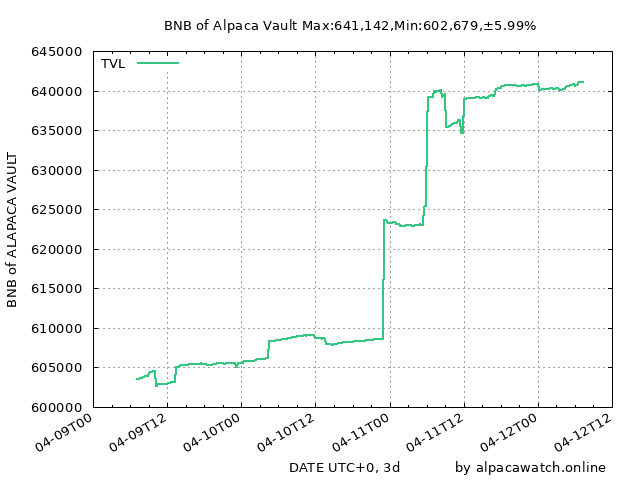 BNB of Alpaca Vault Max:641,142,Min:602,679,±5.99%
TVL
BNB of ALAPACA VAULT
645000
640000
635000
630000
625000
620000
615000
610000
605000
600000
04-09T00
04-09T12
04-10T00
04-10T12
04-11T00
04-11T12
04-12T00
04-12T12
DATE UTC+0, 3d
by alpacawatch.online